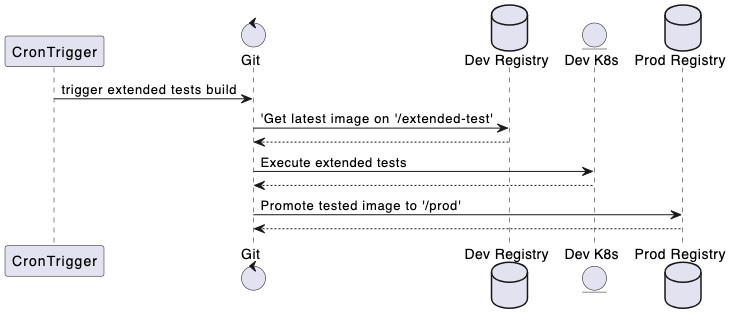 CronTrigger
Git
Dev Registry
Dev K8s
Prod Registry
trigger extended tests build
'Get latest image on '/extended-test'
Execute extended tests
Promote tested image to '/prod'
CronTrigger
Git
Dev Registry
Dev K8s
Prod Registry